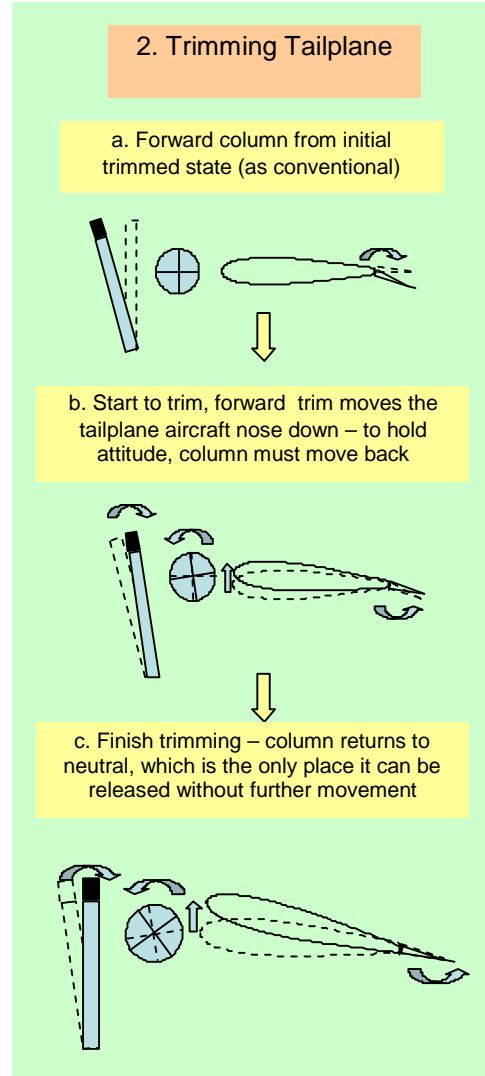 2. Trimming Tailplane
a. Forward column from initial
trimmed state (as conventional)
b. Start to trim, forward  trim moves the
tailplane aircraft nose down – to hold
attitude, column must move back
c. Finish trimming – column returns to
neutral, which is the only place it can be
released without further movement